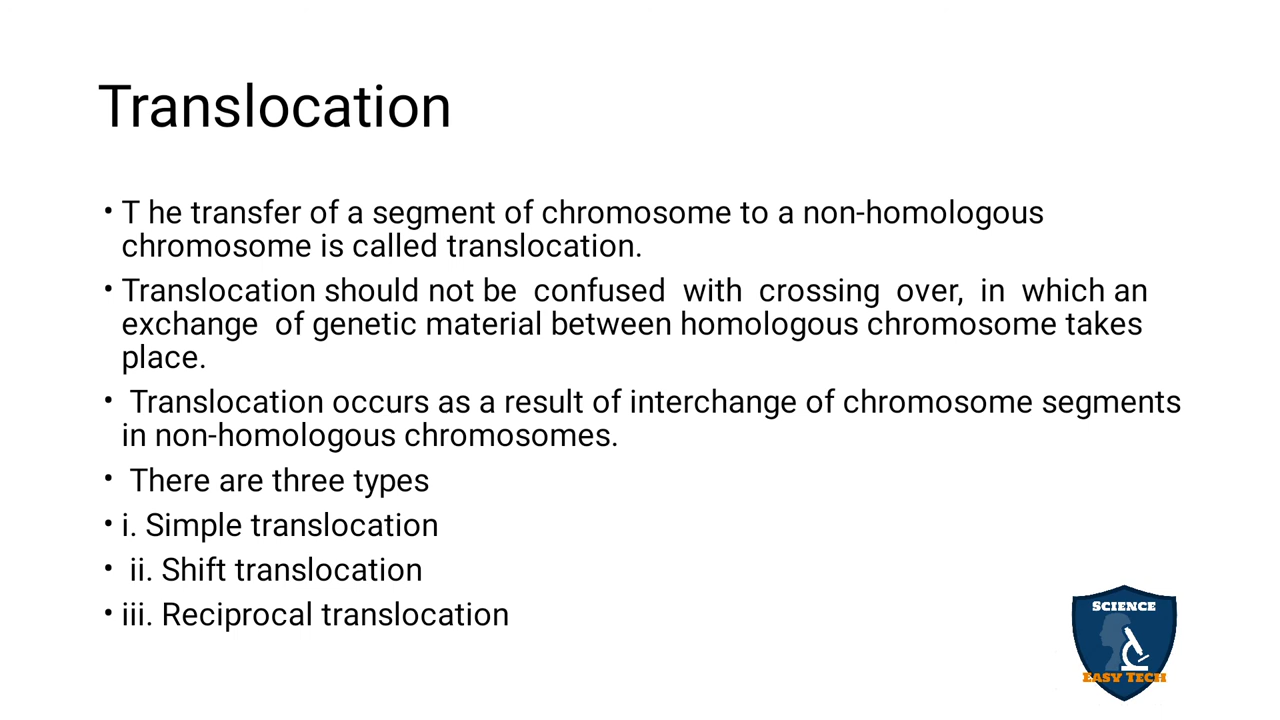 Translocation
• T he transfer of a segment of chromosome to a non-homologous
chromosome is called translocation.
• Translocation should not be  confused  with  crossing  over,  in  which an
exchange  of genetic material between homologous chromosome takes
place.
•  Translocation occurs as a result of interchange of chromosome segments
in non-homologous chromosomes.
•  There are three types
• i. Simple translocation
•  ii. Shift translocation
• iii. Reciprocal translocation
SCIENCE
EASY TECH